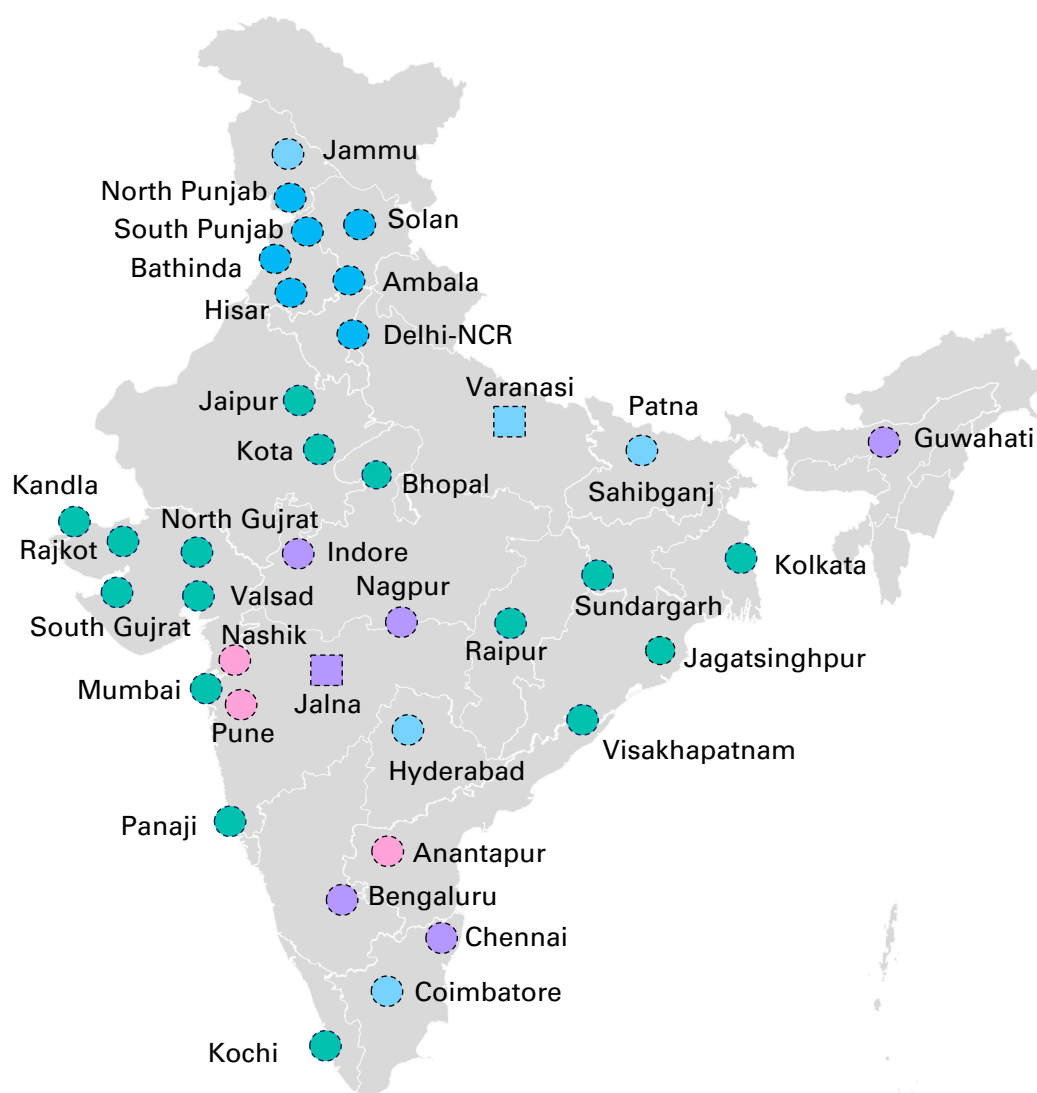 Jammu
North Punjab
South Punjab
Solan
Bathinda
Ambala
Hisar
Delhi-NCR
Varanasi
Patna
Jaipur
Guwahati
Kota
Bhopal
Sahibganj
Kandla
North Gujrat
Rajkot
Indore
Kolkata
Nagpur
Valsad
Sundargarh
South Gujrat
Nashik
Raipur
Jagatsinghpur
Mumbai
Jalna
Pune
Visakhapatnam
Hyderabad
Panaji
Anantapur
Bengaluru
Chennai
Coimbatore
Kochi